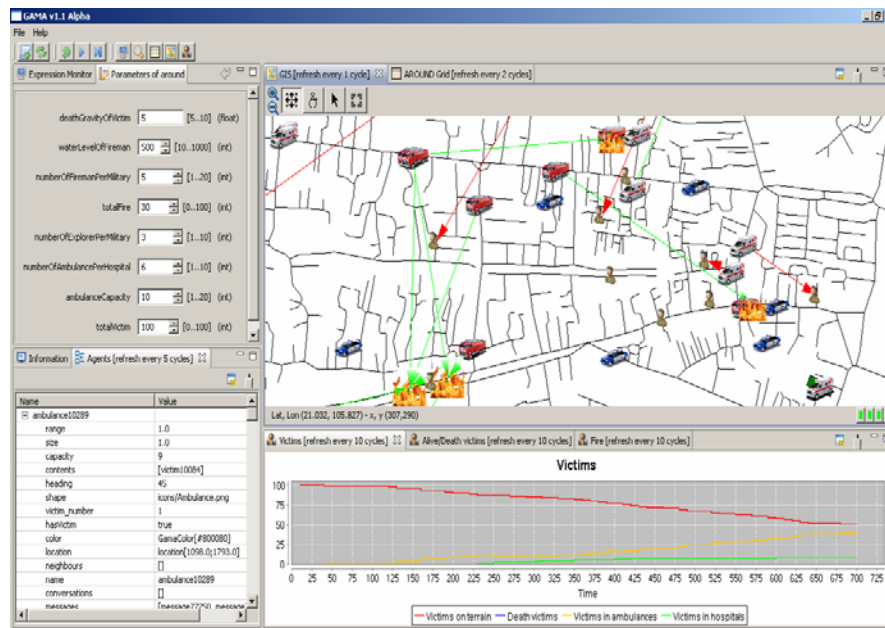 GAMA v1.1 Alpha
File Help
Expression Monitor Parameters of around
deathGravityOfVictim 5 [5..10] (float)
waterLevelOfFireman 500 [10..1000] (int)
numberOfFiremanPerMilitary 5 [1..20] (int)
totalFire 30 [0..100] (int)
numberOfExplorerPerMilitary 3 [1..10] (int)
numberOfAmbulancePerHospital 6 [1..10] (int)
ambulanceCapacity 10 [1..20] (int)
totalVictim 100 [0..100] (int)
Information Agents [refresh every 5 cycles]
Name Value
ambulance10289
range 1.0
size 1.0
capacity 9
contents [victim10084]
heading 45
shape icons/Ambulance.png
victim_number 1
hasVictim true
color GamaColor[#800080]
location location[1098.0;1793.0]
neighbours []
name ambulance10289
conversations []
messages [message77250, message
GIS [refresh every 1 cycle] AROUND Grid [refresh every 2 cycles]
Lat, Lon (21.032, 105.827) - x, y (307,290)
Victims [refresh every 10 cycles] Alive/Death victims [refresh every 10 cycles] Fire [refresh every 10 cycles]
Victims
100
75
50
25
0
0 25 50 75 100 125 150 175 200 225 250 275 300 325 350 375 400 425 450 475 500 525 550 575 600 625 650 675 700 725
Time
Victims on terrain Death victims Victims in ambulances Victims in hospitals